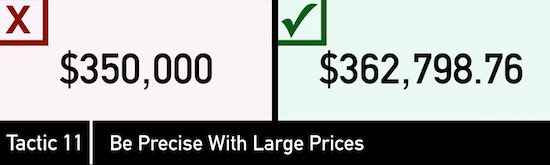 X
$350,000
$362,798.76
Tactic 11
Be Precise With Large Prices